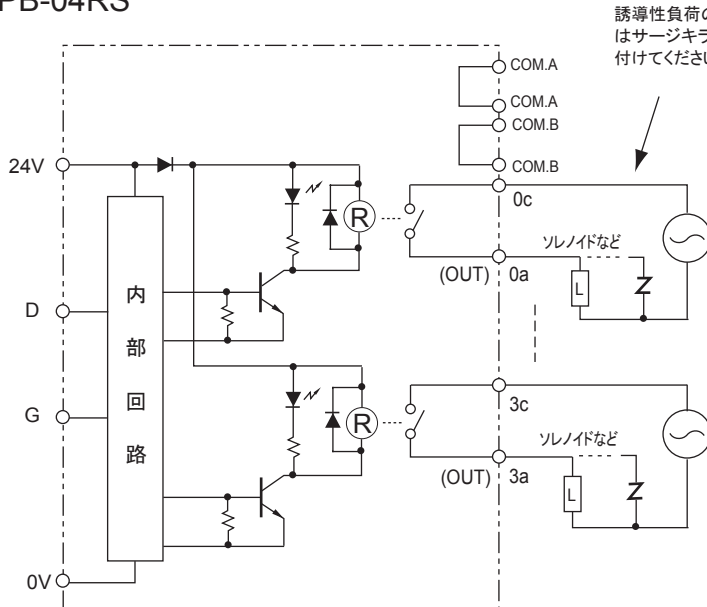 PB-04RS
誘導性負荷の
はサージキラ
付けてください
COM.A
COM.A
COM.B
COM.B
24V
0c
R
ソレノイドなど
(OUT) 0a
L
D
内部回路
G
3c
R
ソレノイドなど
(OUT) 3a
L
0V